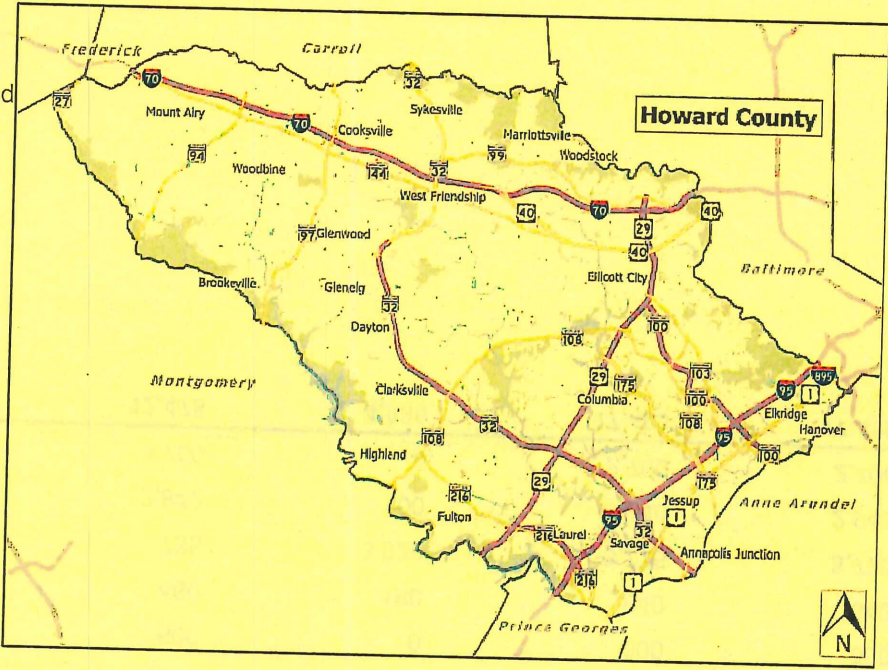 Frederick
Carroll
d
70
32
27
Mount Airy
Sykesville
Howard County
70
Cooksville
Marriottsville
94
144
32
99
Woodstock
Woodbine
West Friendship
40
70
40
29
97
Glenwood
40
Baltimore
Brookeville
Glenelg
Ellicott City
32
Dayton
108
100
Montgomery
29
175
103
895
Clarksville
Columbia
100
95
1
32
108
Elkridge
108
95
Hanover
Highland
29
175
100
216
Jessup
Anne Arundel
Fulton
95
1
216
Laurel
Savage
32
Annapolis Junction
216
1
Prince Georges
N